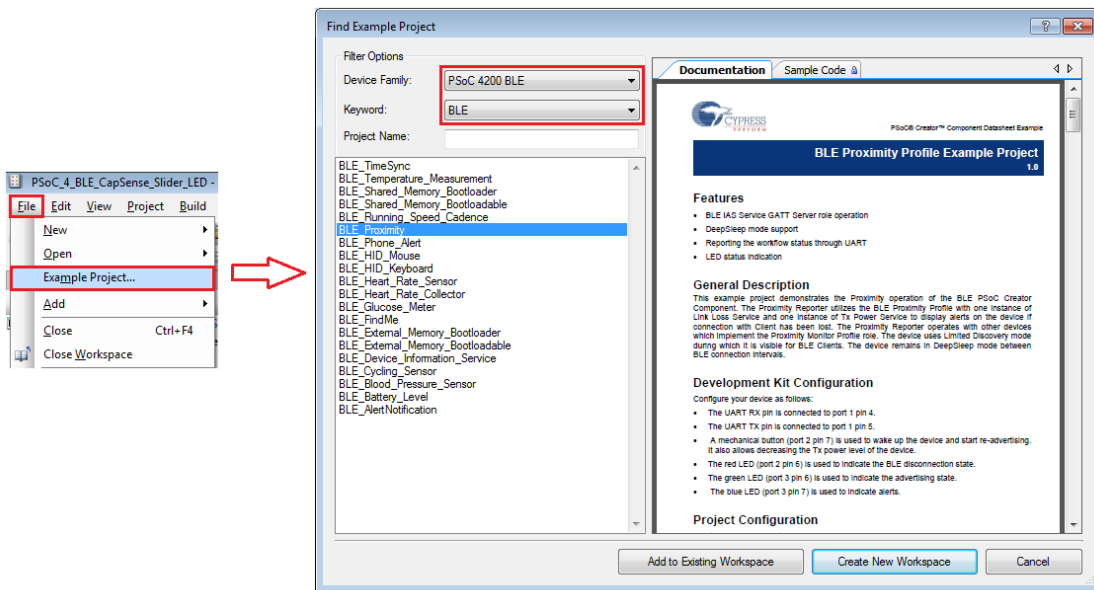 PSoC_4_BLE_CapSense_Slider_LED -
File Edit View Project Build
New
Open
Example Project...
Add
Close Ctrl+F4
Close Workspace
Find Example Project
Filter Options
Device Family: PSoC 4200 BLE
Keyword: BLE
Project Name:
BLE_TimeSync
BLE_Temperature_Measurement
BLE_Shared_Memory_Bootloader
BLE_Shared_Memory_Bootloadable
BLE_Running_Speed_Cadence
BLE_Proximity
BLE_Phone_Alert
BLE_HID_Mouse
BLE_HID_Keyboard
BLE_Heart_Rate_Sensor
BLE_Heart_Rate_Collector
BLE_Glucose_Meter
BLE_FindMe
BLE_External_Memory_Bootloader
BLE_External_Memory_Bootloadable
BLE_Device_Information_Service
BLE_Cycling_Sensor
BLE_Blood_Pressure_Sensor
BLE_Battery_Level
BLE_AlertNotification
Documentation Sample Code
CYPRESS
PERFORM
PSoC® Creator™ Component Datasheet Example
BLE Proximity Profile Example Project
1.0
Features
• BLE IAS Service GATT Server role operation
• DeepSleep mode support
• Reporting the workflow status through UART
• LED status indication
General Description
This example project demonstrates the Proximity operation of the BLE PSoC Creator
Component. The Proximity Reporter utilizes the BLE Proximity Profile with one instance of
Link Loss Service and one instance of Tx Power Service to display alerts on the device if
connection with Client has been lost. The Proximity Reporter operates with other devices
which implement the Proximity Monitor Profile role. The device uses Limited Discovery mode
during which it is visible for BLE Clients. The device remains in DeepSleep mode between
BLE connection intervals.
Development Kit Configuration
Configure your device as follows:
• The UART RX pin is connected to port 1 pin 4.
• The UART TX pin is connected to port 1 pin 5.
• A mechanical button (port 2 pin 7) is used to wake up the device and start re-advertising.
It also allows decreasing the Tx power level of the device.
• The red LED (port 2 pin 6) is used to indicate the BLE disconnection state.
• The green LED (port 3 pin 6) is used to indicate the advertising state.
• The blue LED (port 3 pin 7) is used to indicate alerts.
Project Configuration
Add to Existing Workspace Create New Workspace Cancel